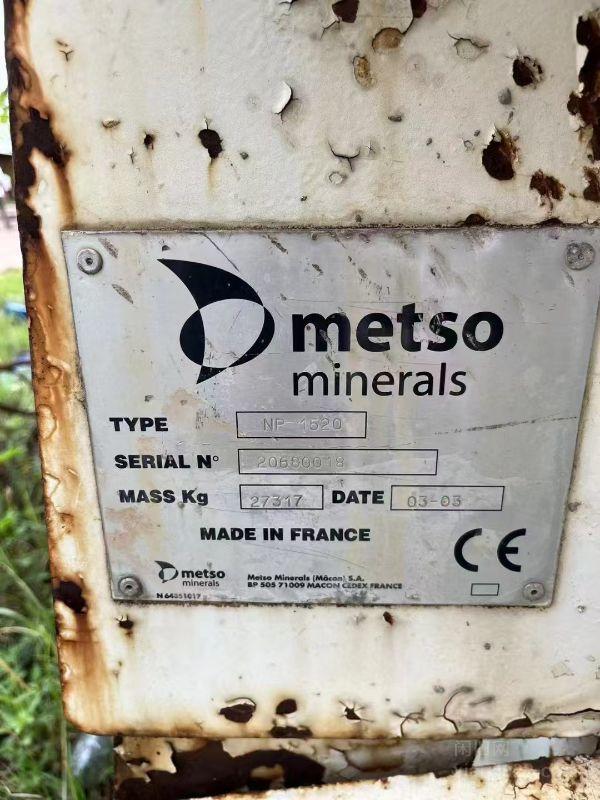 metso
minerals
TYPE NP-1520
SERIAL N° 20680018
MASS Kg 27317 DATE 03-03
MADE IN FRANCE
CE
metso
minerals
Metso Minerals (Mâcon) S.A.
BP 505 71009 MACON CEDEX FRANCE
N 64351017